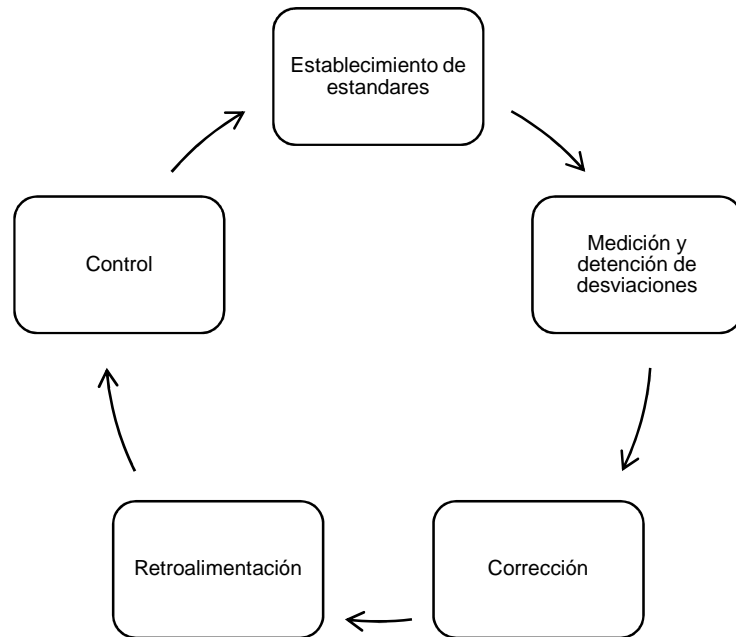 Establecimiento de
estandares
Medición y
detención de
desviaciones
Corrección
Retroalimentación
Control